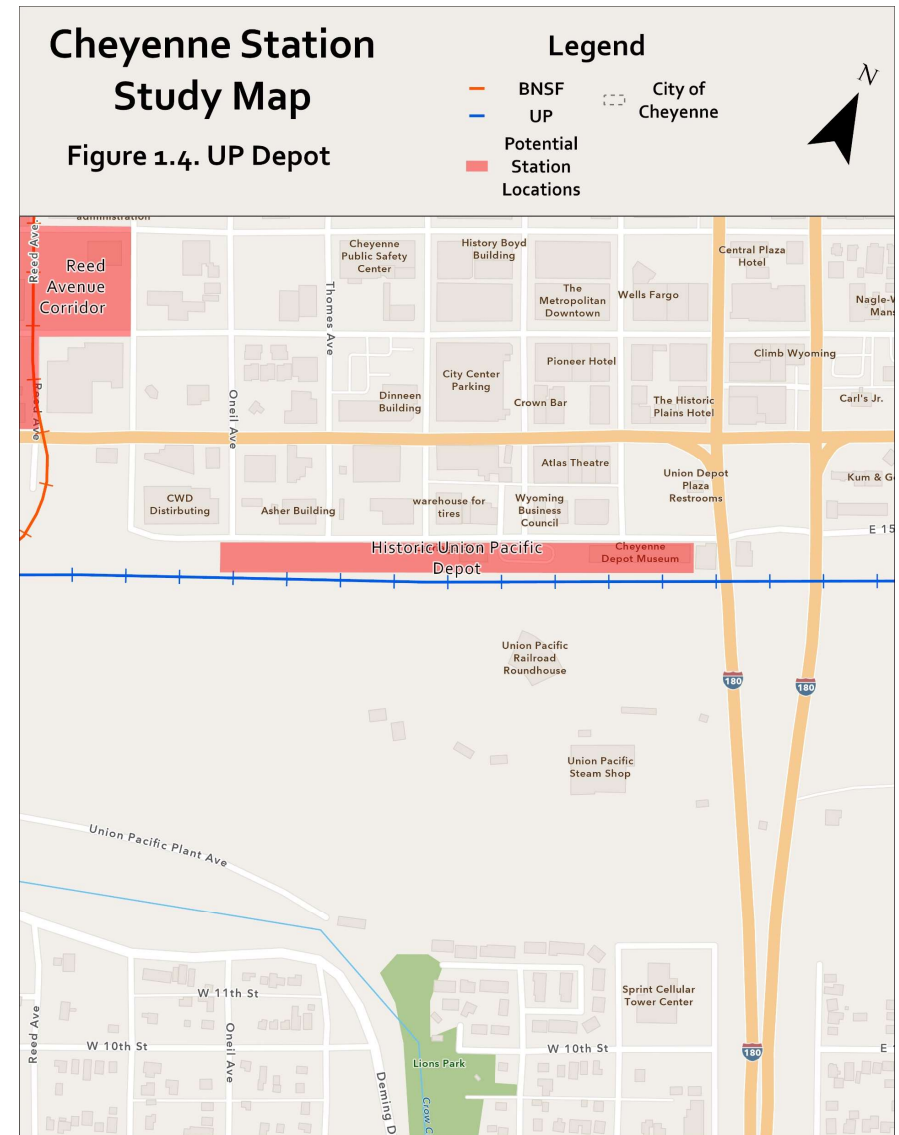 Cheyenne Station
Study Map
Figure 1.4. UP Depot
Legend
BNSF
UP
Potential
Station
Locations
City of
Cheyenne
N
administration
Reed Ave
Reed
Avenue
Corridor
Cheyenne
Public Safety
Center
History Boyd
Building
The
Metropolitan
Downtown
Wells Fargo
Central Plaza
Hotel
Nagle-W
Mans
Thomes Ave
Pioneer Hotel
Climb Wyoming
City Center
Parking
Dinneen
Building
Crown Bar
The Historic
Plains Hotel
Carl's Jr.
Oneil Ave
Reed Ave
Atlas Theatre
Union Depot
Plaza
Restrooms
Kum & G
CWD
Distirbuting
Asher Building
warehouse for
tires
Wyoming
Business
Council
E 15
Historic Union Pacific
Depot
Cheyenne
Depot Museum
Union Pacific
Railroad
Roundhouse
180
180
Union Pacific
Steam Shop
Union Pacific Plant Ave
W 11th St
Sprint Cellular
Tower Center
Reed Ave
W 10th St
Oneil Ave
W 10th St
180
E 1
Lions Park
Deming D
Crow C